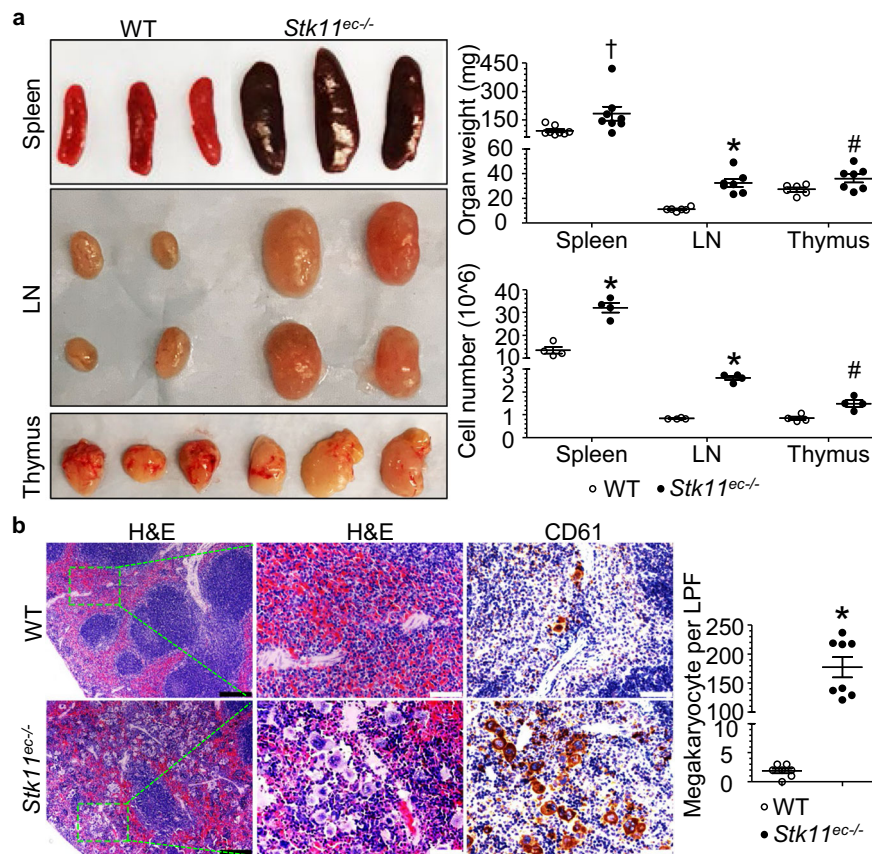 a
WT
Stk11ec-/-
Spleen
LN
Thymus
Organ weight (mg)
450
300
150
60
40
20
0
†
*
#
Spleen
LN
Thymus
Cell number (10^6)
40
30
20
10
3
2
1
0
*
*
#
Spleen
LN
Thymus
WT
Stk11ec-/-
b
H&E
H&E
CD61
WT
Stk11ec-/-
Megakaryocyte per LPF
250
200
150
100
5
0
*
WT
Stk11ec-/-